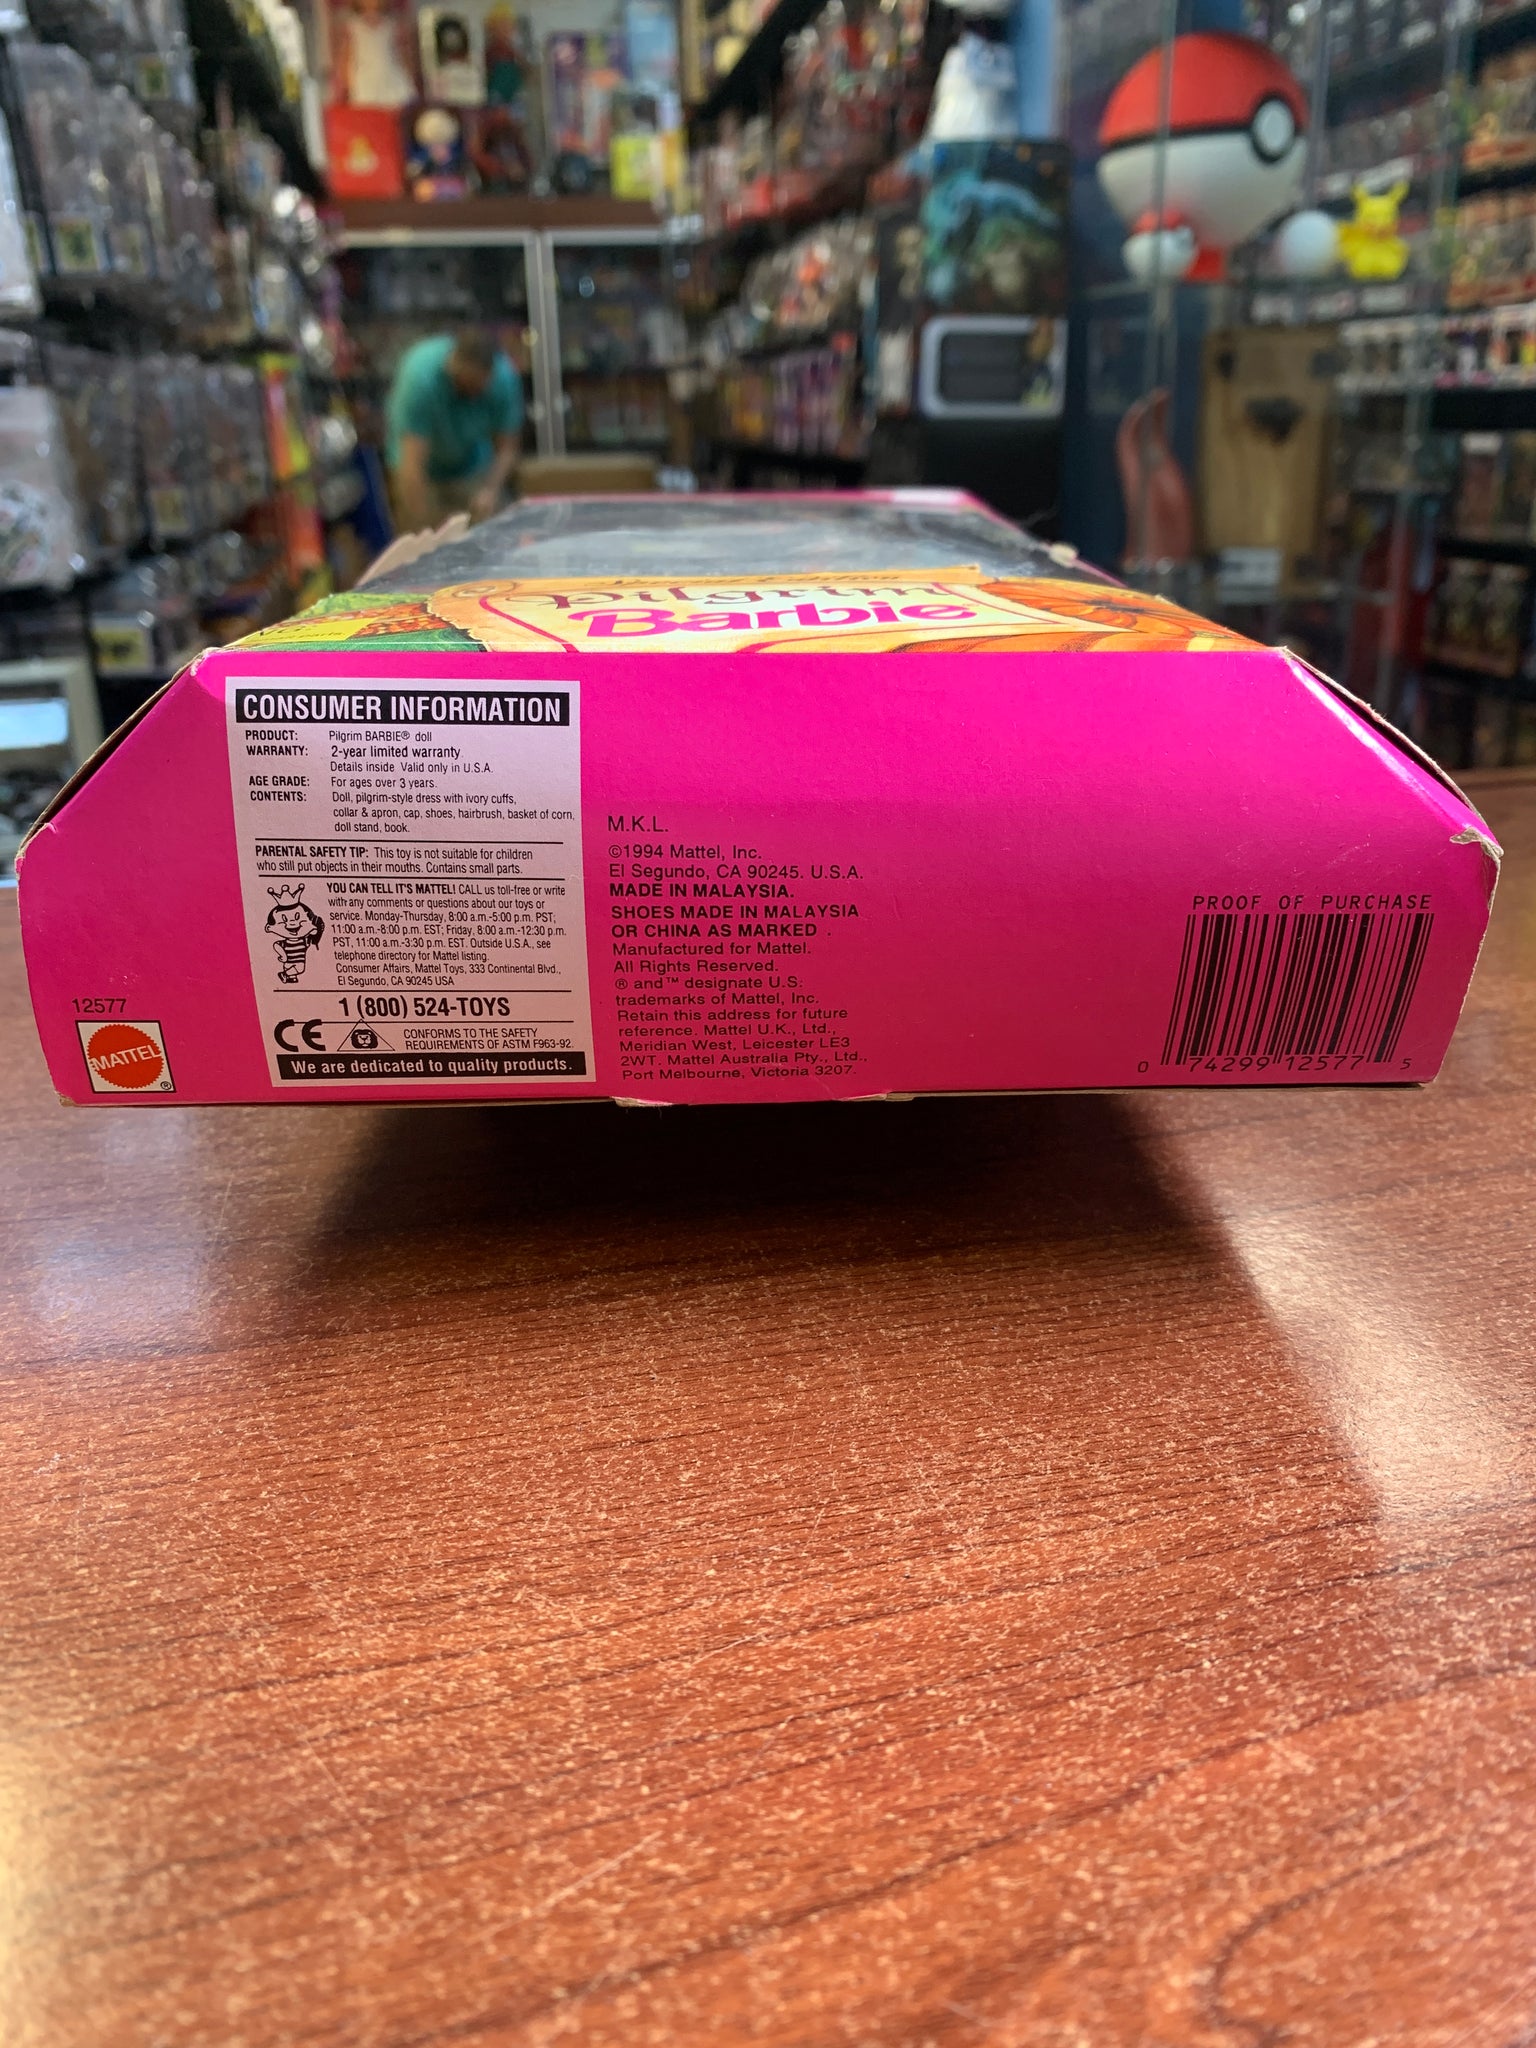 Special Edition
Pilgrim
Barbie
CONSUMER INFORMATION
PRODUCT: Pilgrim BARBIE® doll
WARRANTY: 2-year limited warranty
Details inside Valid only in U.S.A.
AGE GRADE: For ages over 3 years.
CONTENTS: Doll, pilgrim-style dress with ivory cuffs,
collar & apron, cap, shoes, hairbrush, basket of corn,
doll stand, book.
PARENTAL SAFETY TIP: This toy is not suitable for children
who still put objects in their mouths. Contains small parts.
YOU CAN TELL IT'S MATTEL! CALL us toll-free or write
with any comments or questions about our toys or
service. Monday-Thursday, 8:00 a.m.-5:00 p.m. PST;
11:00 a.m.-8:00 p.m. EST; Friday, 8:00 a.m.-12:30 p.m.
PST, 11:00 a.m.-3:30 p.m. EST. Outside U.S.A., see
telephone directory for Mattel listing.
Consumer Affairs, Mattel Toys, 333 Continental Blvd.,
El Segundo, CA 90245 USA
1 (800) 524-TOYS
CE CONFORMS TO THE SAFETY
REQUIREMENTS OF ASTM F963-92
We are dedicated to quality products.
12577
MATTEL®
M.K.L.
©1994 Mattel, Inc.
El Segundo, CA 90245. U.S.A.
MADE IN MALAYSIA.
SHOES MADE IN MALAYSIA
OR CHINA AS MARKED .
Manufactured for Mattel.
All Rights Reserved.
® and ™ designate U.S.
trademarks of Mattel, Inc.
Retain this address for future
reference. Mattel U.K., Ltd.,
Meridian West, Leicester LE3
2WT. Mattel Australia Pty., Ltd.,
Port Melbourne, Victoria 3207.
PROOF OF PURCHASE
0 74299 12577 5